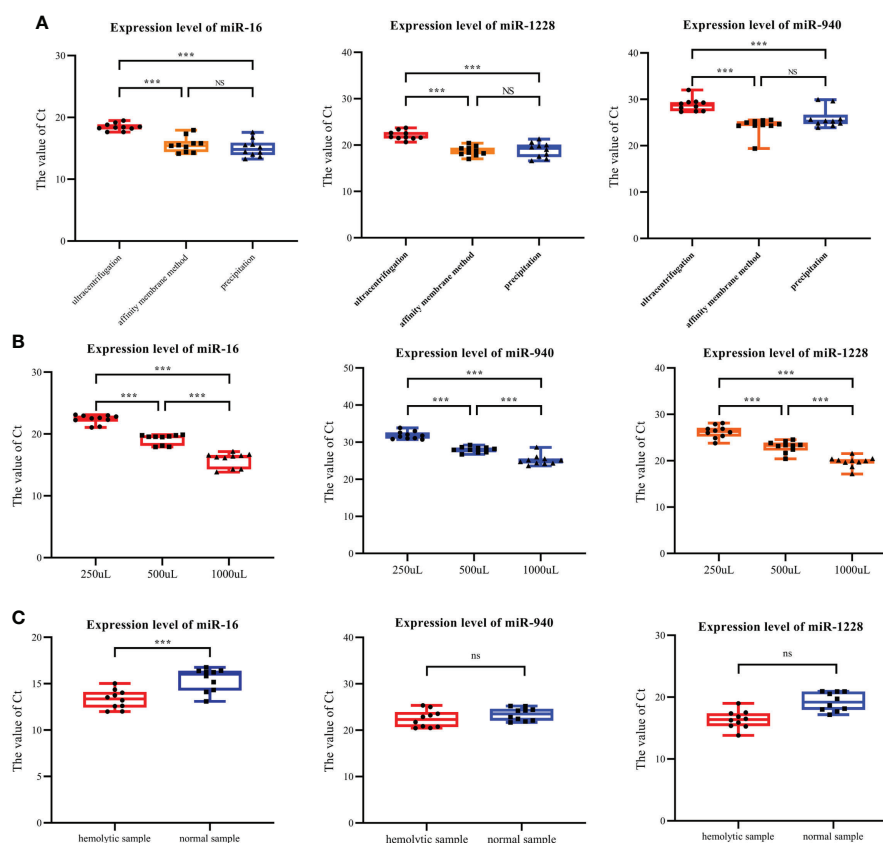 A
Expression level of miR-16
The value of Ct
30
20
10
0
***
***
NS
ultracentrifugation
affinity membrane method
precipitation
Expression level of miR-1228
The value of Ct
40
30
20
10
0
***
***
NS
ultracentrifugation
affinity membrane method
precipitation
Expression level of miR-940
The value of Ct
40
30
20
10
0
***
***
NS
ultracentrifugation
affinity membrane method
precipitation
B
Expression level of miR-16
The value of Ct
30
20
10
0
***
***
***
250uL
500uL
1000uL
Expression level of miR-940
The value of Ct
50
40
30
20
10
0
***
***
***
250uL
500uL
1000uL
Expression level of miR-1228
The value of Ct
40
30
20
10
0
***
***
***
250uL
500uL
1000uL
C
Expression level of miR-16
The value of Ct
20
15
10
5
0
***
hemolytic sample
normal sample
Expression level of miR-940
The value of Ct
40
30
20
10
0
ns
hemolytic sample
normal sample
Expression level of miR-1228
The value of Ct
30
20
10
0
ns
hemolytic sample
normal sample